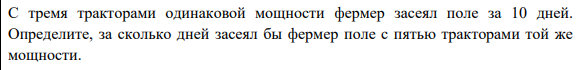 С тремя тракторами одинаковой мощности фермер засеял поле за 10 дней.
Определите, за сколько дней засеял бы фермер поле с пятью тракторами той же
мощности.